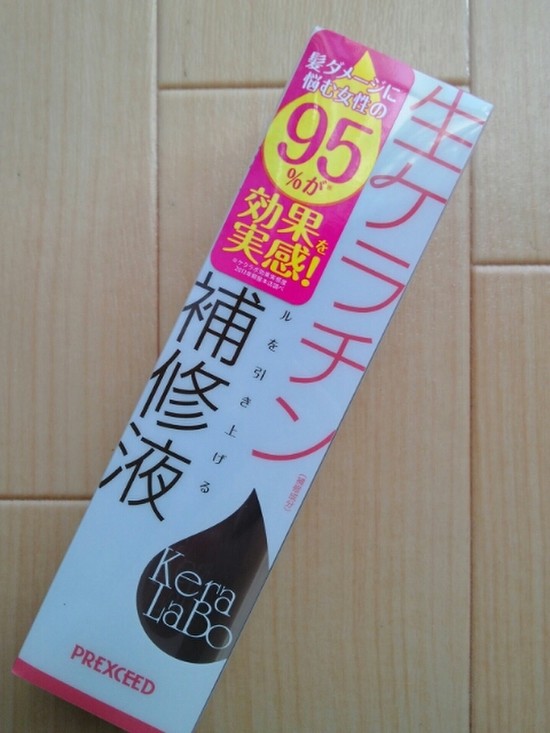 髪ダメージに
悩む女性の
95
%が※
効果を
実感!
生ケラチン
ルを引き上げる
補修液
Kera
LaBo
PREXCEED